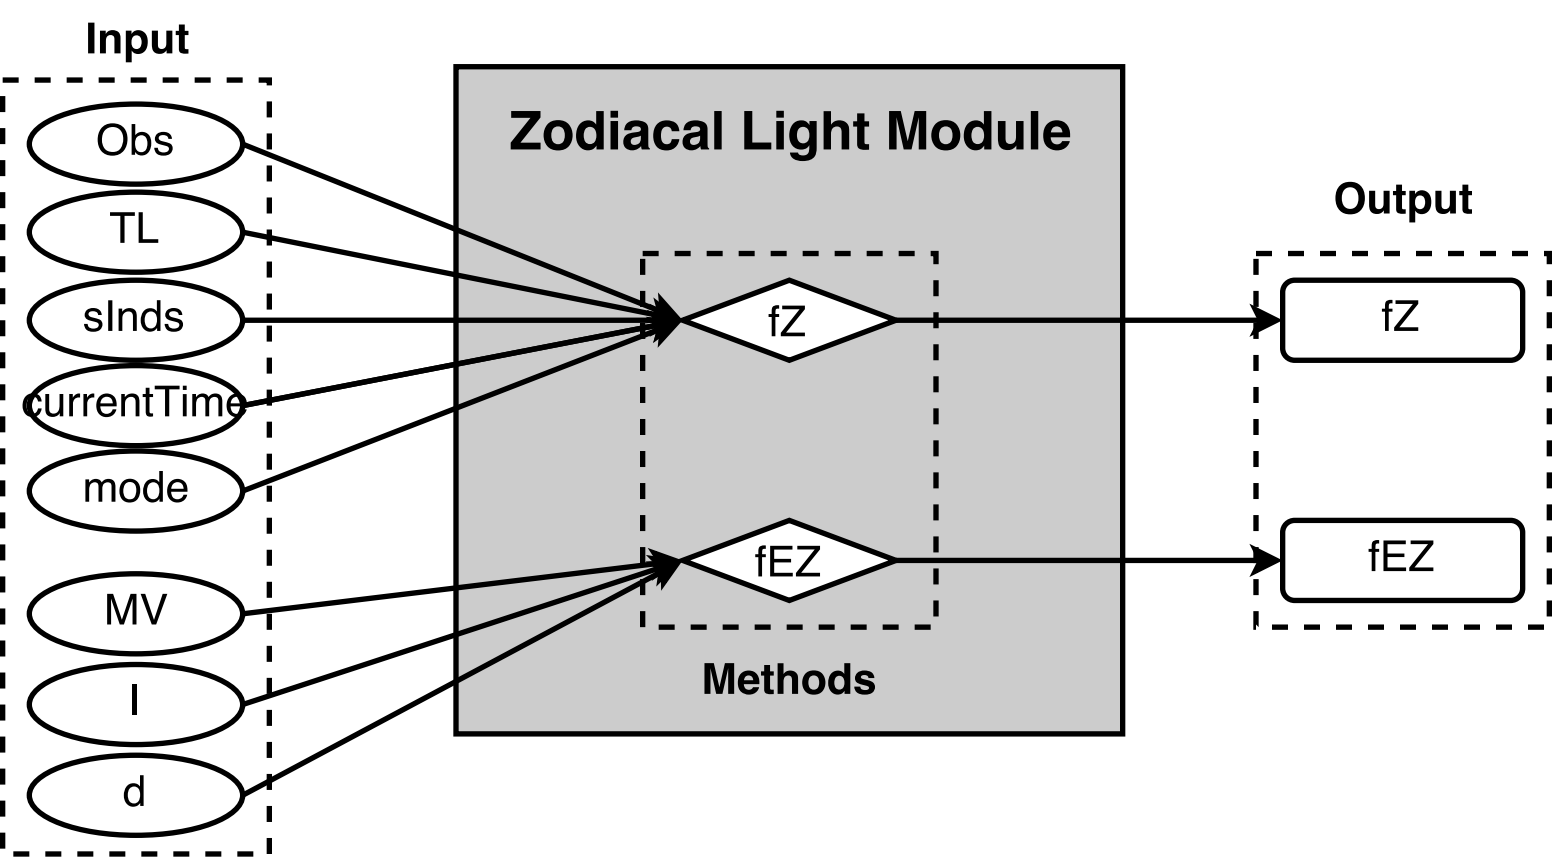 Input
Obs
TL
sInds
currentTime
mode
MV
I
d
Zodiacal Light Module
fZ
fEZ
Methods
Output
fZ
fEZ